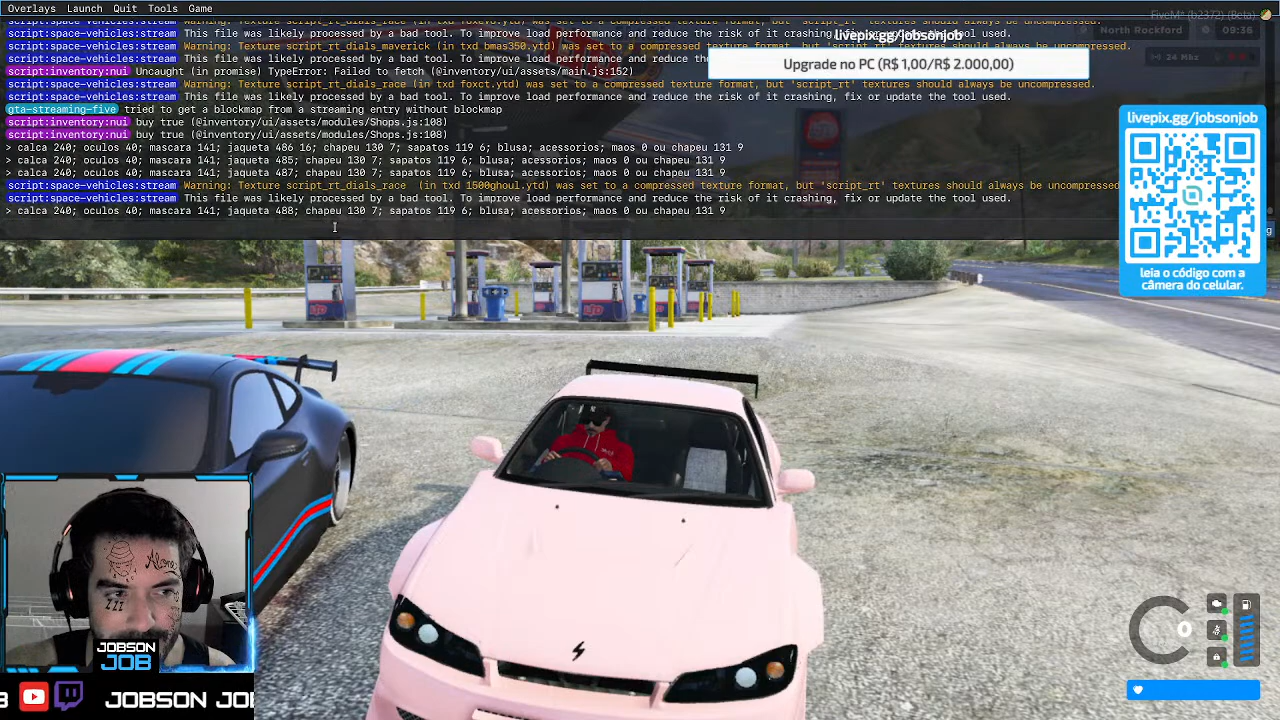 Overlays Launch Quit Tools Game
FiveM* (b2372) (Beta)
script:space-vehicles:stream This file was likely processed by a bad tool. To improve load performance and reduce the risk of it crashing, fix or update the tool used.
livepix.gg/jobsonjob
North Rockford
09:36
script:space-vehicles:stream Warning: Texture script_rt_dials_maverick (in txd bmas350.ytd) was set to a compressed texture format, but 'script_rt' textures should always be uncompressed.
24 Mhz
script:space-vehicles:stream This file was likely processed by a bad tool. To improve load performance and reduce the
script:inventory:nui Uncaught (in promise) TypeError: Failed to fetch (@inventory/ui/assets/main.js:152)
Upgrade no PC (R$ 1,00/R$ 2.000,00)
script:space-vehicles:stream Warning: Texture script_rt_dials_race (in txd foxct.ytd) was set to a compressed texture format, but 'script_rt' textures should always be uncompressed.
script:space-vehicles:stream This file was likely processed by a bad tool. To improve load performance and reduce the risk of it crashing, fix or update the tool used.
gta-streaming-five tried to get a blockmap from a streaming entry without blockmap
script:inventory:nui buy true (@inventory/ui/assets/modules/Shops.js:108)
script:inventory:nui buy true (@inventory/ui/assets/modules/Shops.js:108)
> calca 240; oculos 40; mascara 141; jaqueta 486 16; chapeu 130 7; sapatos 119 6; blusa; acessorios; maos 0 ou chapeu 131 9
> calca 240; oculos 40; mascara 141; jaqueta 485; chapeu 130 7; sapatos 119 6; blusa; acessorios; maos 0 ou chapeu 131 9
> calca 240; oculos 40; mascara 141; jaqueta 487; chapeu 130 7; sapatos 119 6; blusa; acessorios; maos 0 ou chapeu 131 9
script:space-vehicles:stream Warning: Texture script_rt_dials_race (in txd 1500ghoul.ytd) was set to a compressed texture format, but 'script_rt' textures should always be uncompressed
script:space-vehicles:stream This file was likely processed by a bad tool. To improve load performance and reduce the risk of it crashing, fix or update the tool used.
> calca 240; oculos 40; mascara 141; jaqueta 488; chapeu 130 7; sapatos 119 6; blusa; acessorios; maos 0 ou chapeu 131 9
livepix.gg/jobsonjob
leia o código com a
câmera do celular.
Alone
ZZZ
JOBSON
JOB
0
B
JOBSON JO